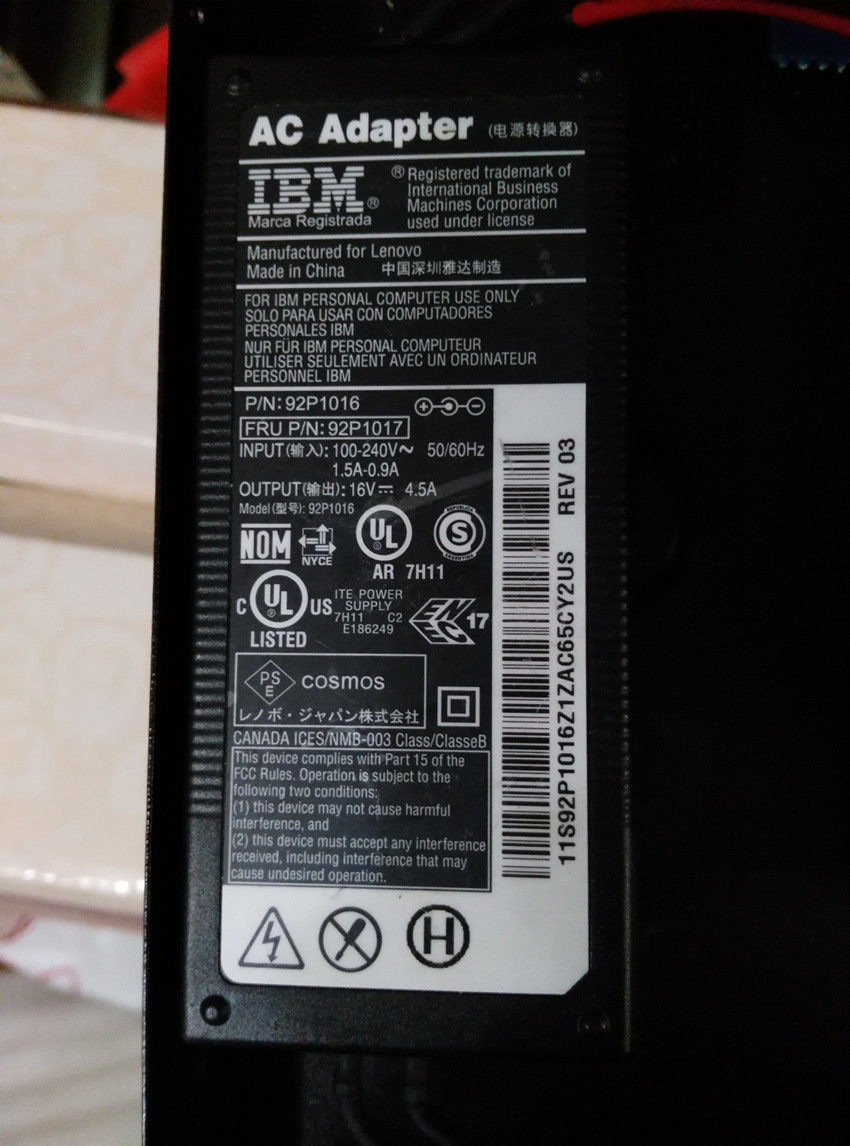 AC Adapter (电源转换器)
IBM®
Marca Registrada
® Registered trademark of
International Business
Machines Corporation
used under license
Manufactured for Lenovo
Made in China 中国深圳雅达制造
FOR IBM PERSONAL COMPUTER USE ONLY
SOLO PARA USAR CON COMPUTADORES
PERSONALES IBM
NUR FÜR IBM PERSONAL COMPUTEUR
UTILISER SEULEMENT AVEC UN ORDINATEUR
PERSONNEL IBM
P/N: 92P1016
FRU P/N: 92P1017
INPUT (输入): 100-240V~ 50/60Hz
1.5A-0.9A
OUTPUT (输出): 16V⎓ 4.5A
Model (型号): 92P1016
NOM
NYCE
UL
AR 7H11
S
REPUBLICA
ARGENTINA
C UL US
LISTED
ITE POWER
SUPPLY
7H11 C2
E186249
ENEC 17
PS
E
cosmos
レノボ・ジャパン株式会社
CANADA ICES/NMB-003 Class/ClasseB
This device complies with Part 15 of the
FCC Rules. Operation is subject to the
following two conditions:
(1) this device may not cause harmful
interference, and
(2) this device must accept any interference
received, including interference that may
cause undesired operation.
H
11S92P1016Z1ZAC65CY2US REV 03